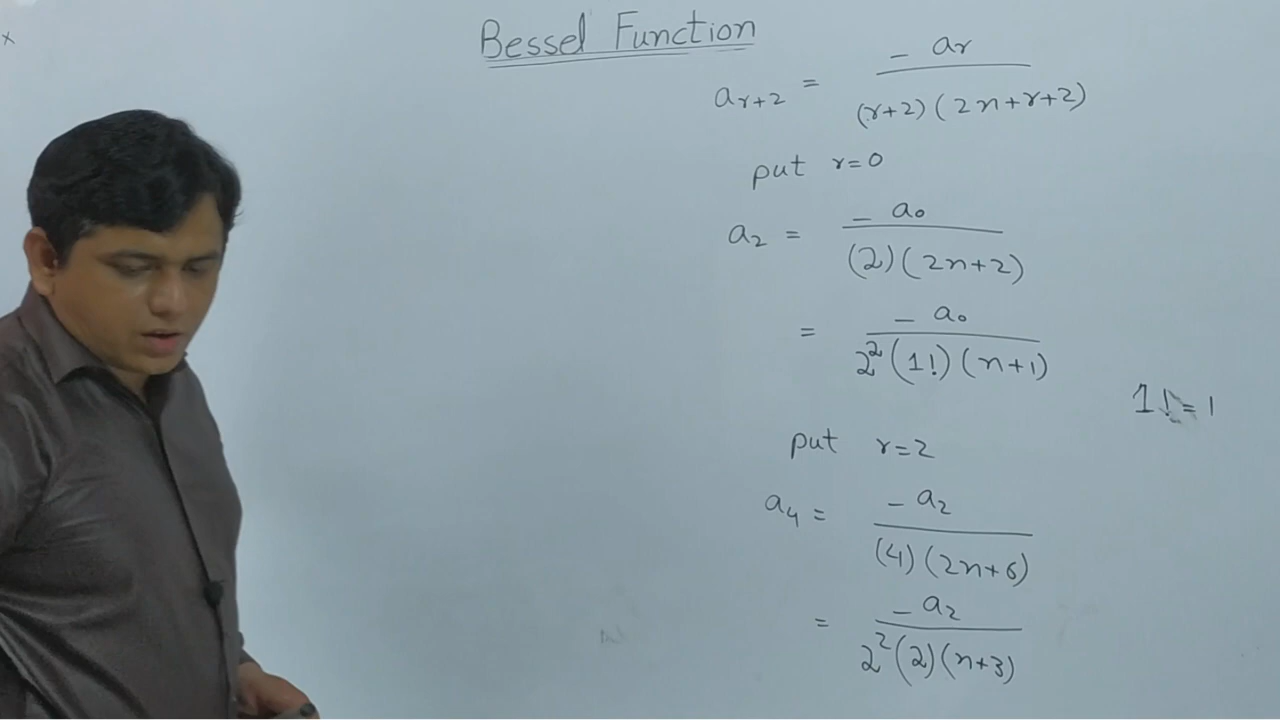 x
Bessel Function
a_{r+2} = -a_r / (r+2)(2n+r+2)
put r=0
a_2 = -a_0 / (2)(2n+2)
= -a_0 / 2^2(1!)(n+1)
1!=1
put r=2
a_4 = -a_2 / (4)(2n+6)
= -a_2 / 2^2(2)(n+3)